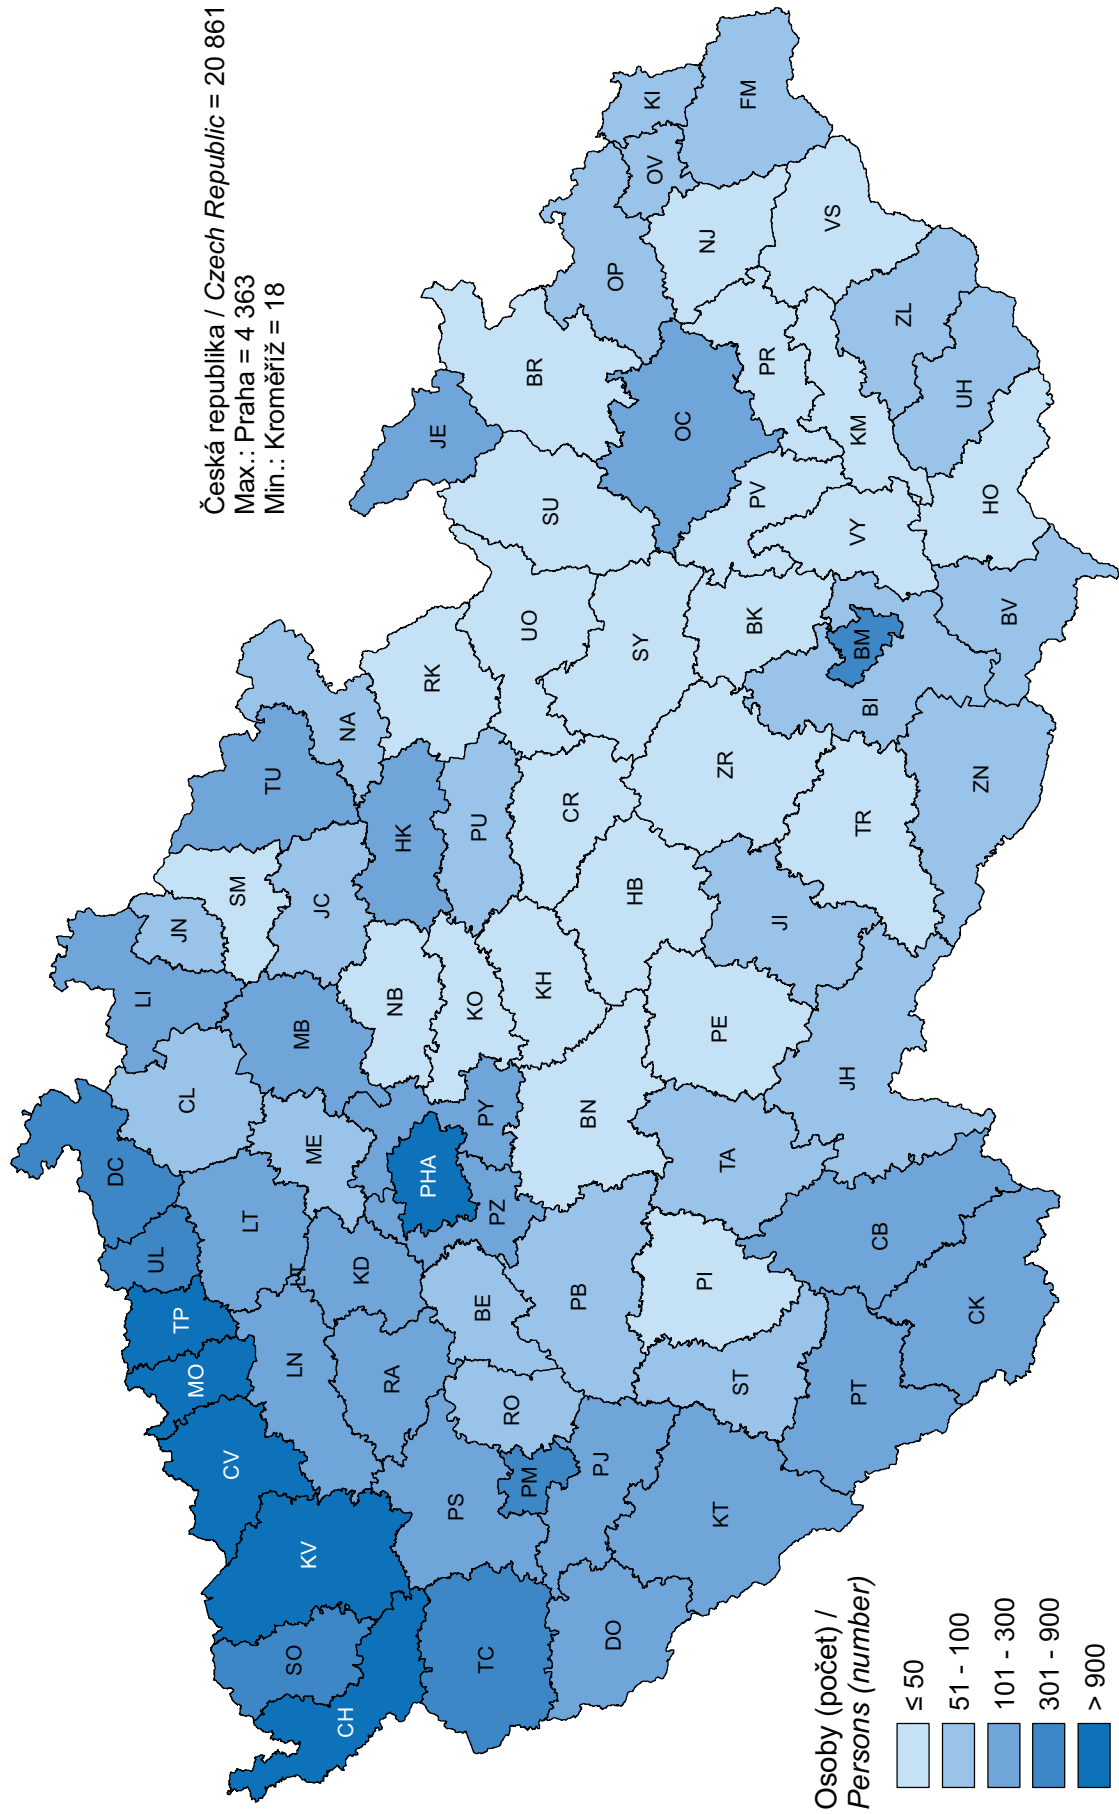 Česká republika / Czech Republic = 20 861
Max.: Praha = 4 363
Min.: Kroměříž = 18
DC
LI
JN
SM
TU
NA
CL
UL
TP
MO
CV
KV
SO
CH
LT
LT
ME
MB
JC
HK
RK
JE
BR
SU
UO
PU
NB
KO
PHA
PY
PZ
KD
LN
RA
BE
RO
PS
PM
TC
DO
PJ
KT
PB
BN
KH
CR
SY
OC
OP
OV
KI
FM
NJ
PR
VS
ZL
KM
UH
HO
PV
VY
BK
BM
BI
BV
ZN
ZR
HB
TR
JI
PE
TA
PI
ST
PT
CK
CB
JH
Osoby (počet) /
Persons (number)
≤ 50
51 - 100
101 - 300
301 - 900
> 900